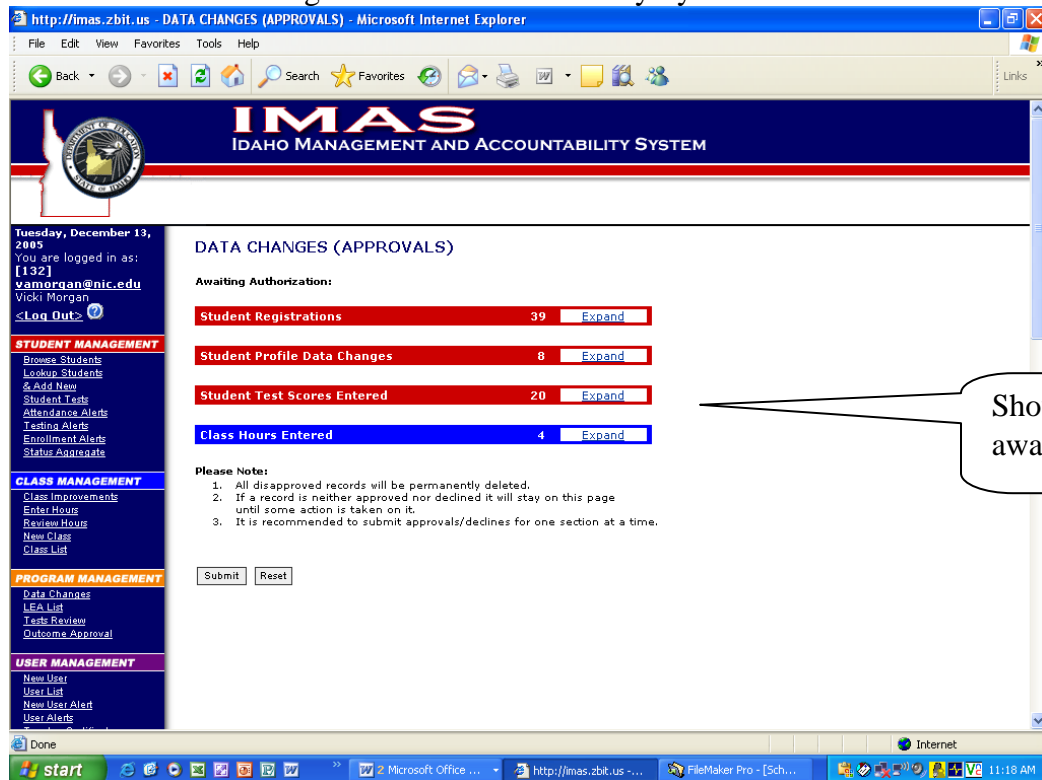 http://imas.zbit.us - DATA CHANGES (APPROVALS) - Microsoft Internet Explorer
File Edit View Favorites Tools Help
Back Search Favorites Links
IMAS
IDAHO MANAGEMENT AND ACCOUNTABILITY SYSTEM
Tuesday, December 13,
2005
You are logged in as:
[132]
vamorgan@nic.edu
Vicki Morgan
<Log Out>
STUDENT MANAGEMENT
Browse Students
Lookup Students
& Add New
Student Tests
Attendance Alerts
Testing Alerts
Enrollment Alerts
Status Aggregate
CLASS MANAGEMENT
Class Improvements
Enter Hours
Review Hours
New Class
Class List
PROGRAM MANAGEMENT
Data Changes
LEA List
Tests Review
Outcome Approval
USER MANAGEMENT
New User
User List
New User Alert
User Alerts
DATA CHANGES (APPROVALS)
Awaiting Authorization:
Student Registrations 39 Expand
Student Profile Data Changes 8 Expand
Student Test Scores Entered 20 Expand
Class Hours Entered 4 Expand
Please Note:
1. All disapproved records will be permanently deleted.
2. If a record is neither approved nor declined it will stay on this page
until some action is taken on it.
3. It is recommended to submit approvals/declines for one section at a time.
Submit Reset
Sho
awa
Done Internet
start 2 Microsoft Office ... http://imas.zbit.us -... FileMaker Pro - [Sch... 11:18 AM